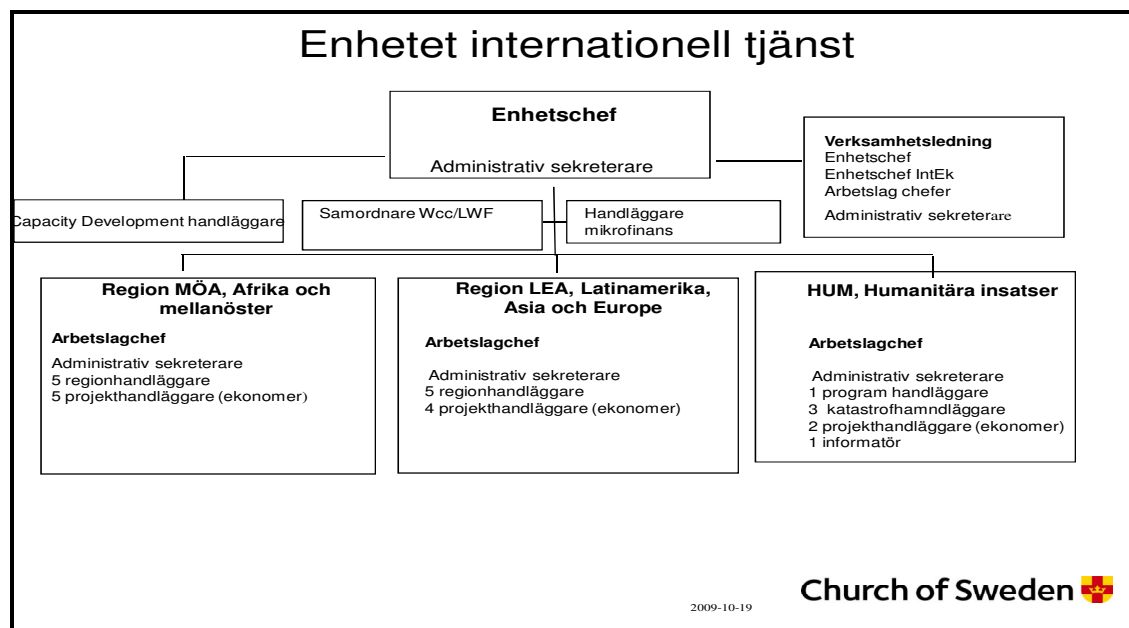 Enhetet internationell tjänst
Enhetschef
Administrativ sekreterare
Verksamhetsledning
Enhetschef
Enhetschef IntEk
Arbetslag chefer
Administrativ sekreterare
Capacity Development handläggare
Samordnare Wcc/LWF
Handläggare
mikrofinans
Region MÖA, Afrika och
mellanöster
Arbetslagchef
Administrativ sekreterare
5 regionhandläggare
5 projekthandläggare (ekonomer)
Region LEA, Latinamerika,
Asia och Europe
Arbetslagchef
Administrativ sekreterare
5 regionhandläggare
4 projekthandläggare (ekonomer)
HUM, Humanitära insatser
Arbetslagchef
Administrativ sekreterare
1 program handläggare
3 katastrofhamndläggare
2 projekthandläggare (ekonomer)
1 informatör
2009-10-19
Church of Sweden